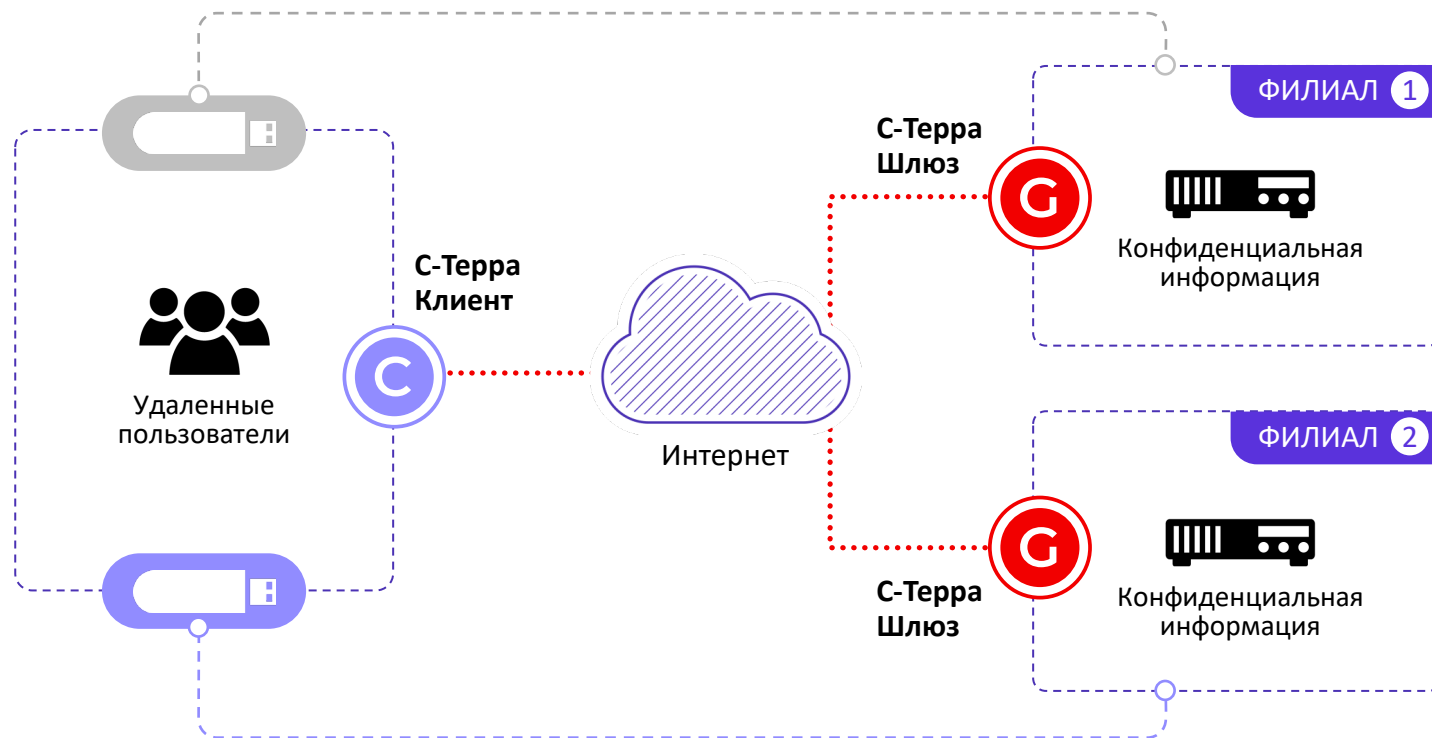 ФИЛИАЛ 1
С-Терра
Шлюз
G
Конфиденциальная
информация
С-Терра
Клиент
C
Удаленные
пользователи
Интернет
ФИЛИАЛ 2
G
С-Терра
Шлюз
Конфиденциальная
информация